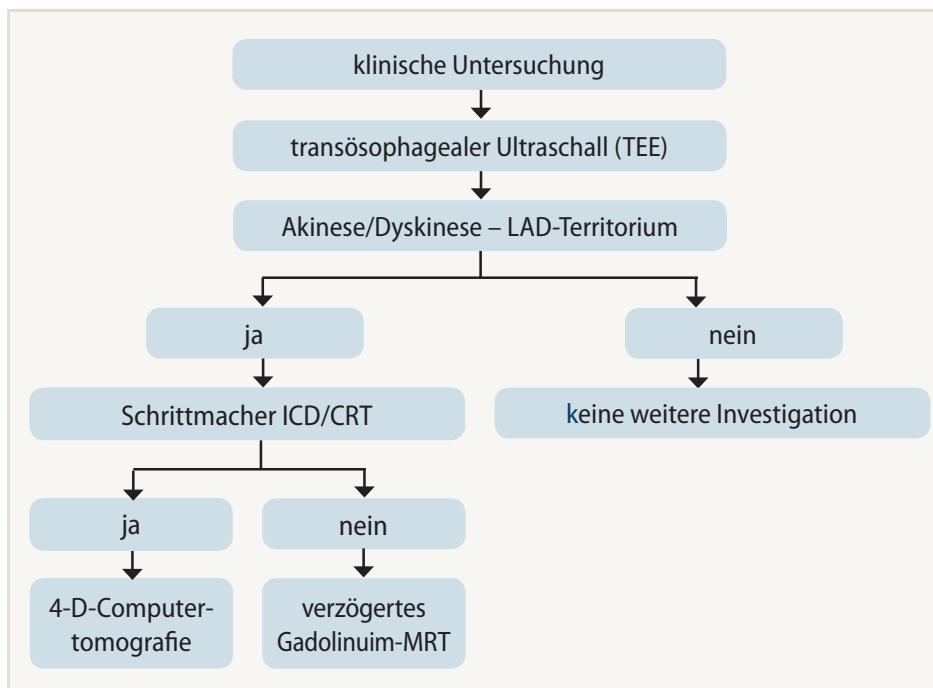 klinische Untersuchung
transösophagealer Ultraschall (TEE)
Akinese/Dyskinese – LAD-Territorium
ja
nein
Schrittmacher ICD/CRT
keine weitere Investigation
ja
nein
4-D-Computer-
tomografie
verzögertes
Gadolinuim-MRT